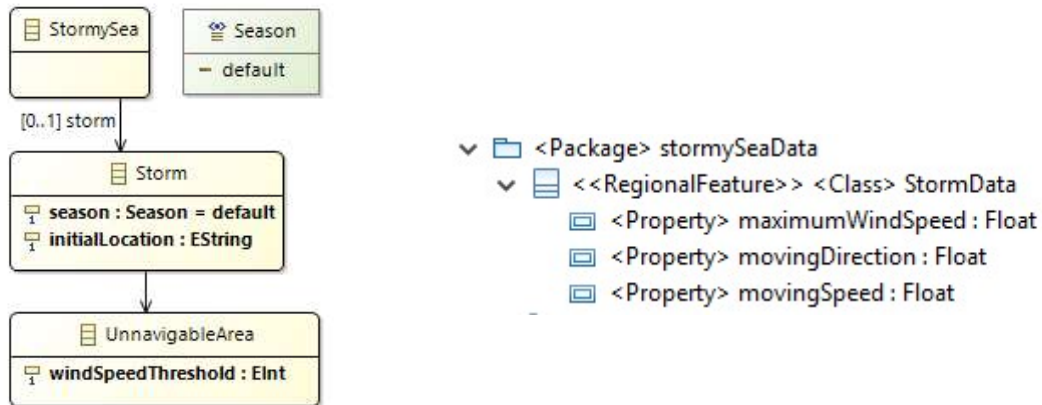 StormySea
Season
default
[0..1] storm
Storm
season : Season = default
initialLocation : EString
UnnavigableArea
windSpeedThreshold : EInt
<Package> stormySeaData
<<RegionalFeature>> <Class> StormData
<Property> maximumWindSpeed : Float
<Property> movingDirection : Float
<Property> movingSpeed : Float